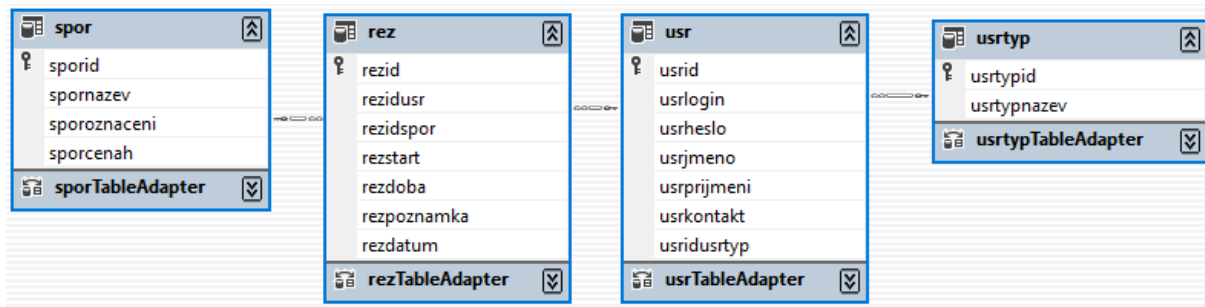 spor
sporid
spornazev
sporoznaceni
sporcenah
sporTableAdapter
rez
rezid
rezidusr
rezidspor
rezstart
rezdoba
rezpoznamka
rezdatum
rezTableAdapter
usr
usrid
usrlogin
usrheslo
usrjmeno
usrprijmeni
usrkontakt
usridusrtyp
usrTableAdapter
usrtyp
usrtypid
usrtypnazev
usrtypTableAdapter